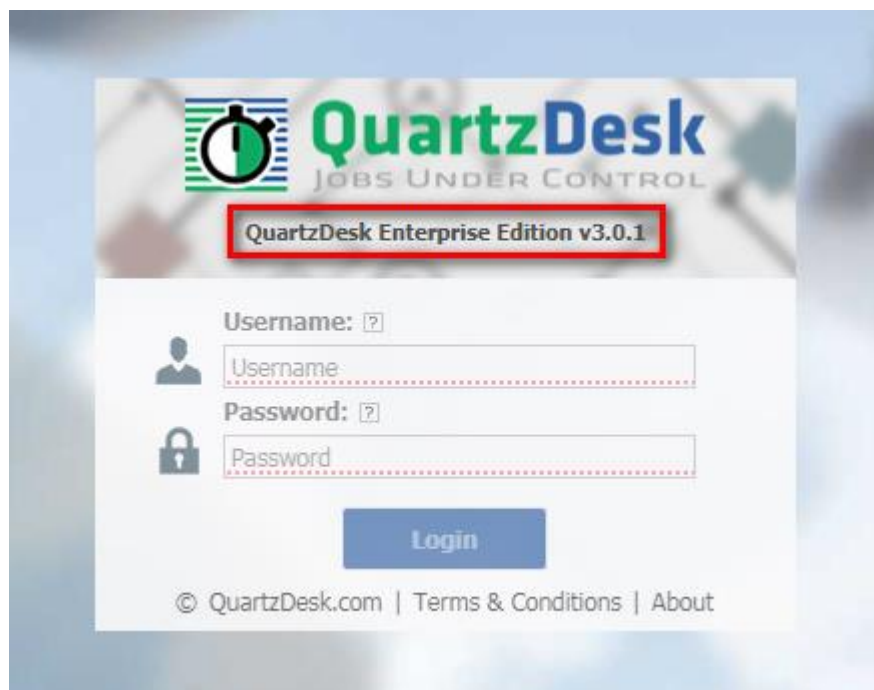 QuartzDesk
JOBS UNDER CONTROL
QuartzDesk Enterprise Edition v3.0.1
Username: ?
Username
Password: ?
Password
Login
© QuartzDesk.com | Terms & Conditions | About